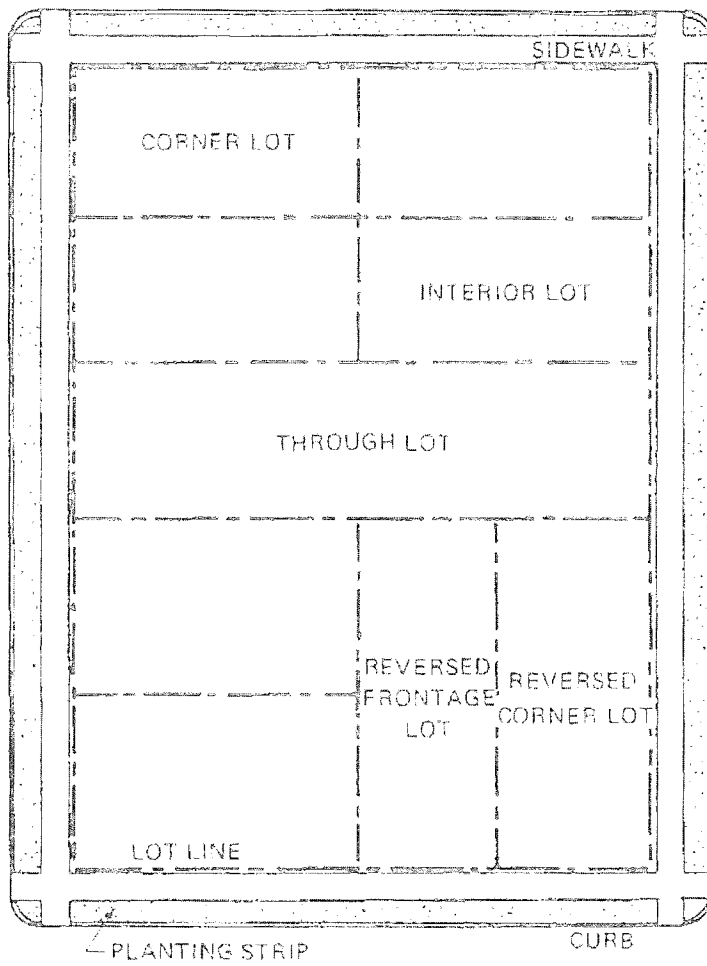 SIDEWALK
CORNER LOT
INTERIOR LOT
THROUGH LOT
REVERSED
FRONTAGE
LOT
REVERSED
CORNER LOT
LOT LINE
PLANTING STRIP
CURB